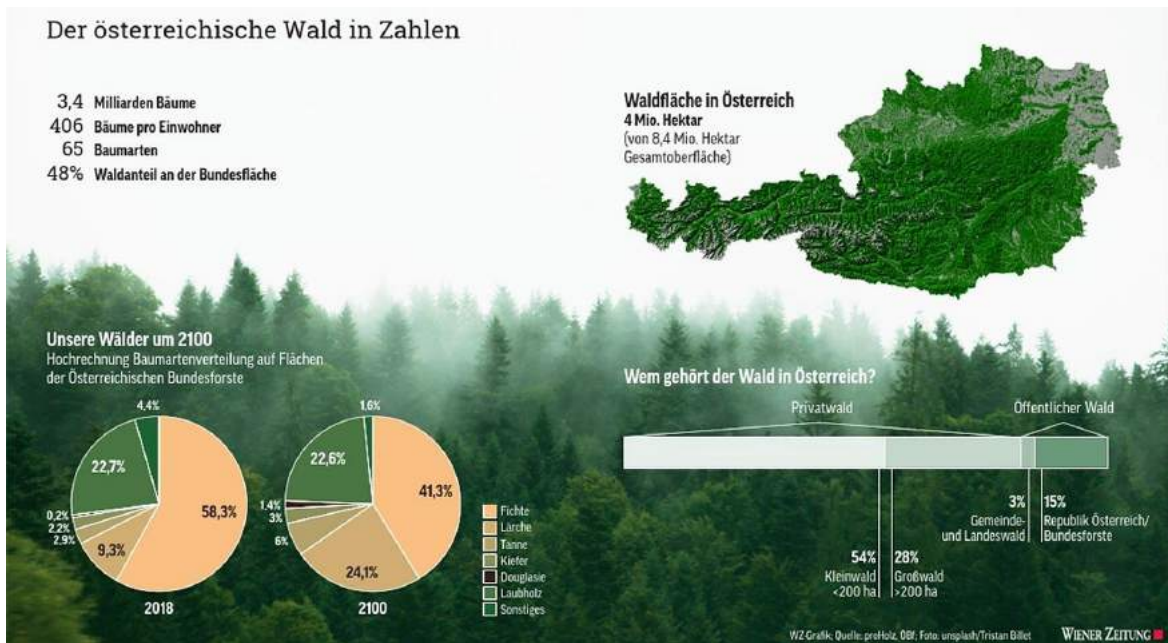 Der österreichische Wald in Zahlen
3,4 Milliarden Bäume
406 Bäume pro Einwohner
65 Baumarten
48% Waldanteil an der Bundesfläche
Waldfläche in Österreich
4 Mio. Hektar
(von 8,4 Mio. Hektar
Gesamtoberfläche)
Unsere Wälder um 2100
Hochrechnung Baumartenverteilung auf Flächen
der Österreichischen Bundesforste
4,4%
22,7%
0,2%
2,2%
2,9%
9,3%
58,3%
2018
1,6%
22,6%
1,4%
3%
6%
24,1%
41,3%
2100
Fichte
Lärche
Tanne
Kiefer
Douglasie
Laubholz
Sonstiges
Wem gehört der Wald in Österreich?
Privatwald
Öffentlicher Wald
54%
Kleinwald
<200 ha
28%
Großwald
>200 ha
3%
Gemeinde-
und Landeswald
15%
Republik Österreich/
Bundesforste
WZ-Grafik; Quelle: proHolz, ÖBf; Foto: unsplash/Tristan Billet
WIENER ZEITUNG